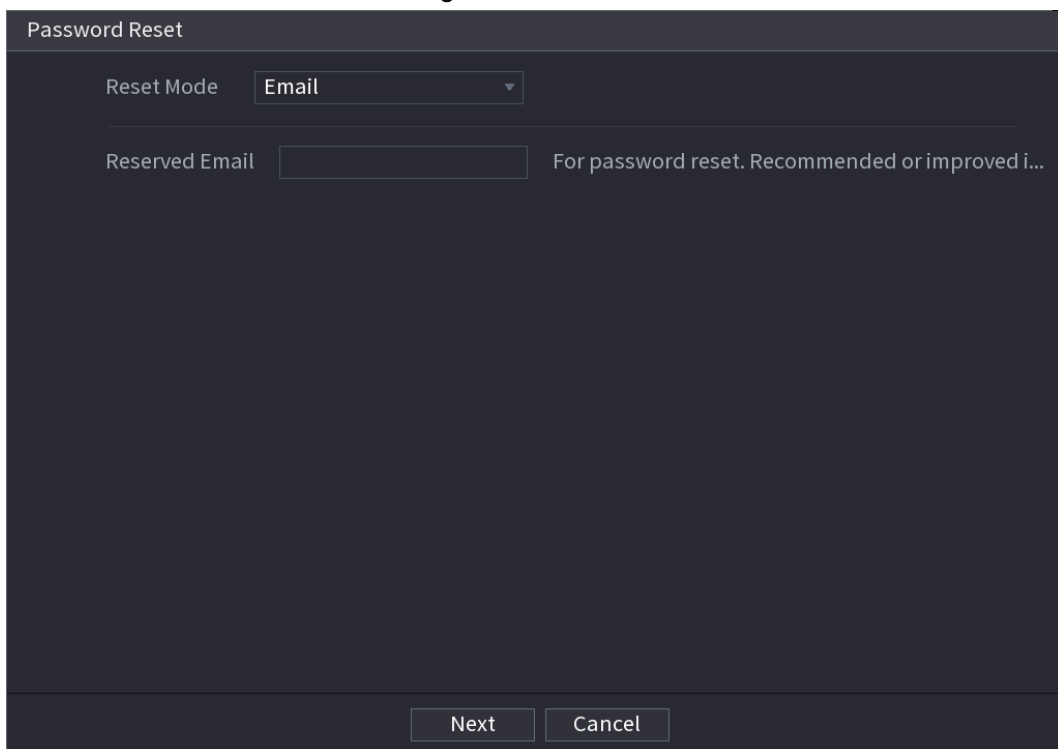 Password Reset
Reset Mode Email
Reserved Email For password reset. Recommended or improved i...
Next Cancel